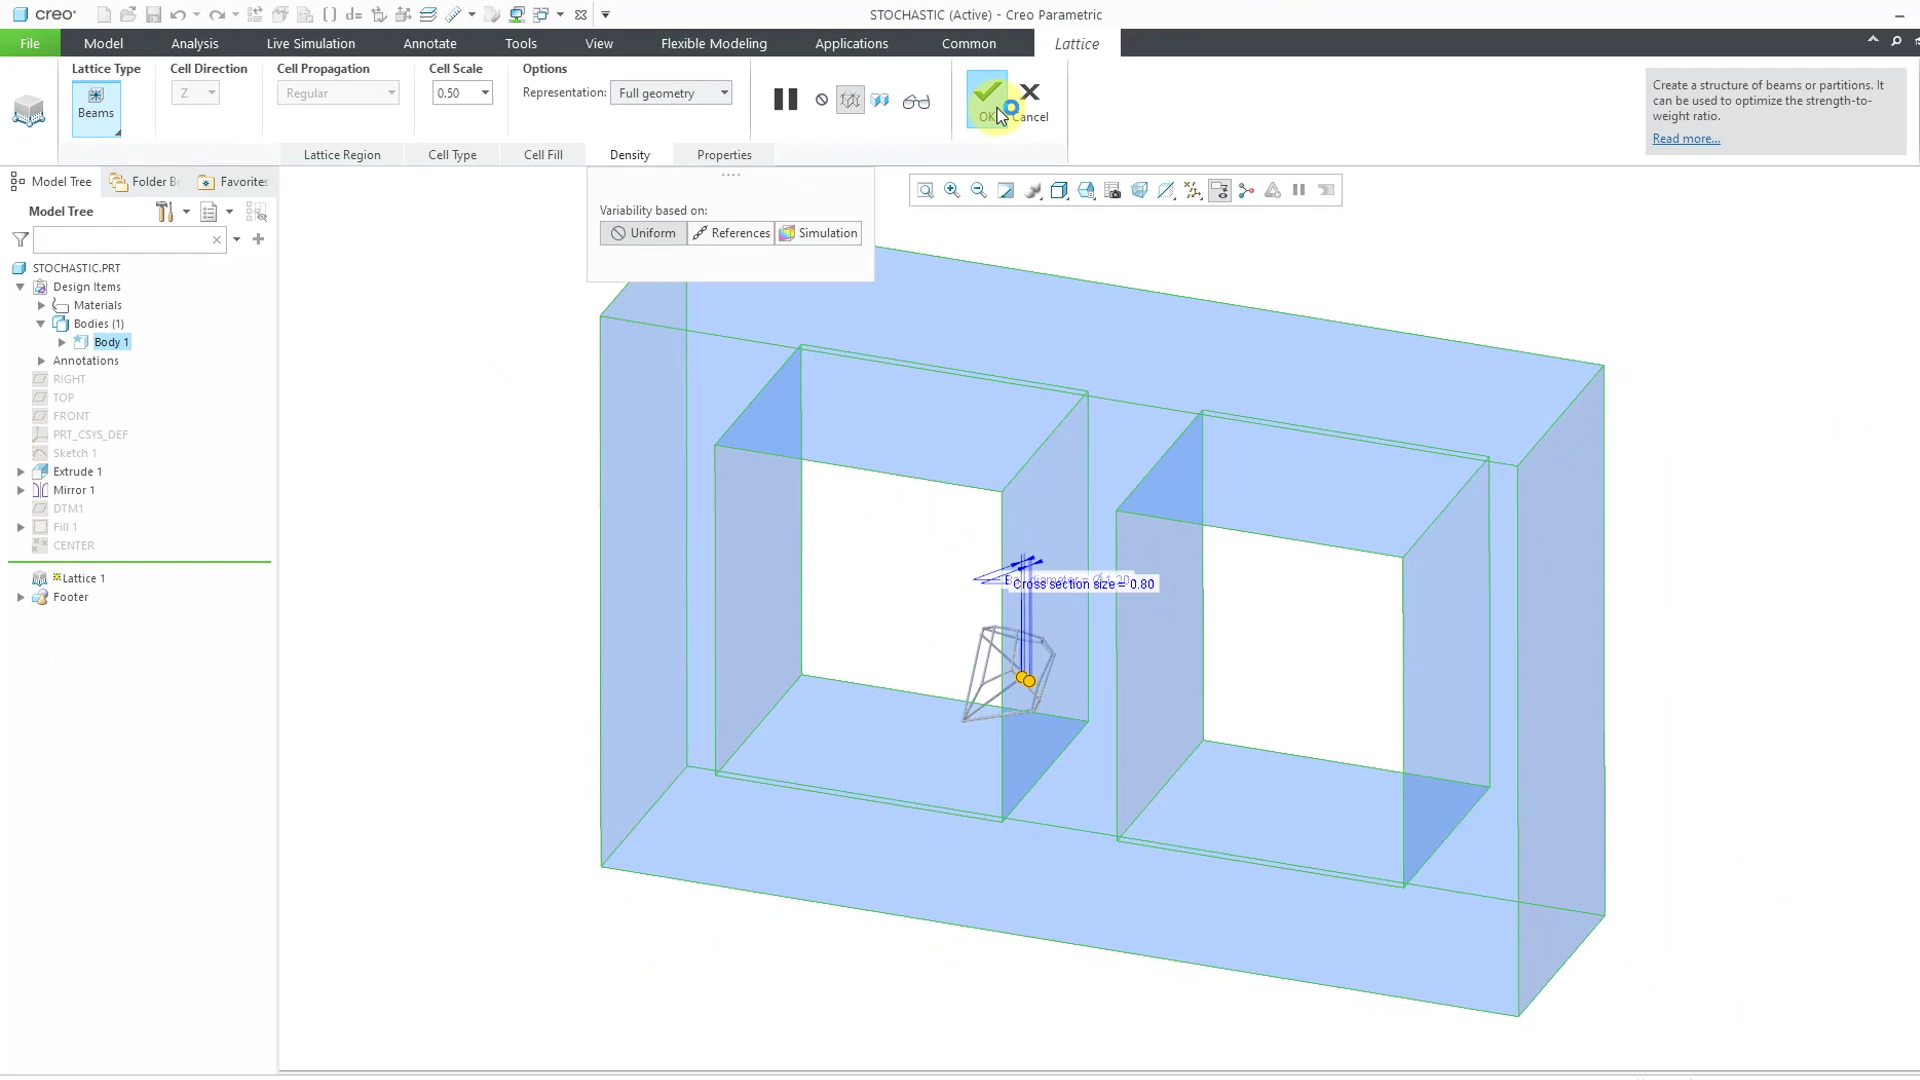 creo
STOCHASTIC (Active) - Creo Parametric
File
Model
Analysis
Live Simulation
Annotate
Tools
View
Flexible Modeling
Applications
Common
Lattice
Lattice Type
Beams
Cell Direction
Z
Cell Propagation
Regular
Cell Scale
0.50
Options
Representation:
Full geometry
OK
Cancel
Create a structure of beams or partitions. It
can be used to optimize the strength-to-
weight ratio.
Read more...
Lattice Region
Cell Type
Cell Fill
Density
Properties
Variability based on:
Uniform
References
Simulation
Model Tree
Folder Br
Favorites
Model Tree
STOCHASTIC.PRT
Design Items
Materials
Bodies (1)
Body 1
Annotations
RIGHT
TOP
FRONT
PRT_CSYS_DEF
Sketch 1
Extrude 1
Mirror 1
DTM1
Fill 1
CENTER
Lattice 1
Footer
Cross section size = 0.80